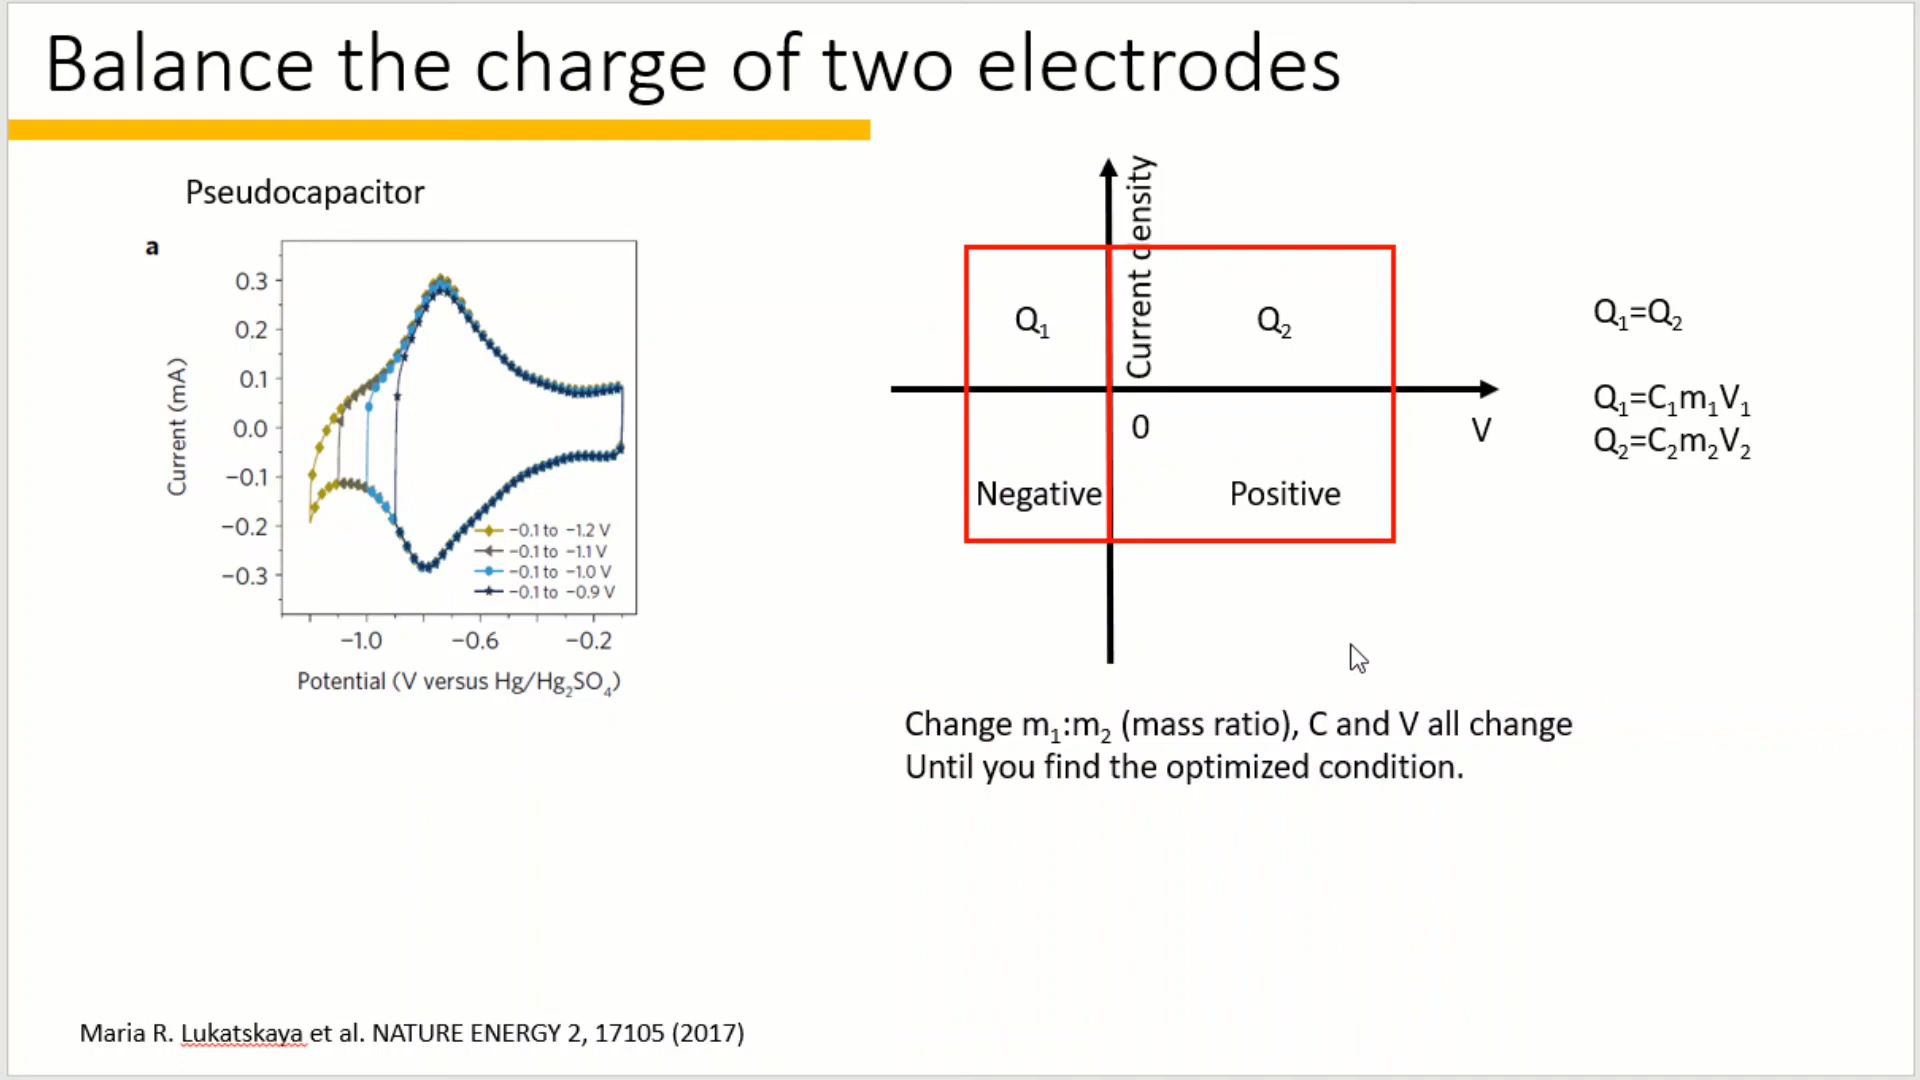 Balance the charge of two electrodes
Pseudocapacitor
a
0.3
0.2
0.1
0.0
−0.1
−0.2
−0.3
Current (mA)
−0.1 to −1.2 V
−0.1 to −1.1 V
−0.1 to −1.0 V
−0.1 to −0.9 V
−1.0 −0.6 −0.2
Potential (V versus Hg/Hg₂SO₄)
Current density
Q₁ Q₂
0
V
Negative Positive
Q₁=Q₂
Q₁=C₁m₁V₁
Q₂=C₂m₂V₂
Change m₁:m₂ (mass ratio), C and V all change
Until you find the optimized condition.
Maria R. Lukatskaya et al. NATURE ENERGY 2, 17105 (2017)